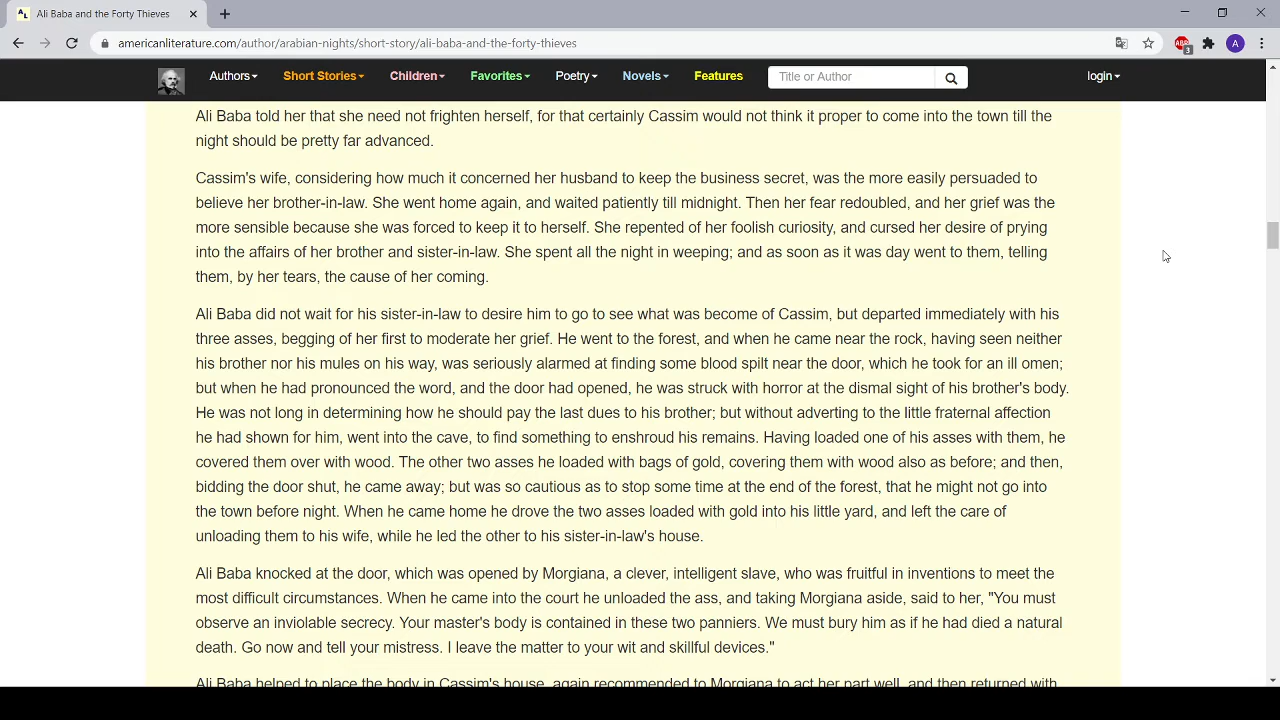 Ali Baba and the Forty Thieves
americanliterature.com/author/arabian-nights/short-story/ali-baba-and-the-forty-thieves
ABP
3
A
Authors Short Stories Children Favorites Poetry Novels Features Title or Author login
Ali Baba told her that she need not frighten herself, for that certainly Cassim would not think it proper to come into the town till the
night should be pretty far advanced.
Cassim's wife, considering how much it concerned her husband to keep the business secret, was the more easily persuaded to
believe her brother-in-law. She went home again, and waited patiently till midnight. Then her fear redoubled, and her grief was the
more sensible because she was forced to keep it to herself. She repented of her foolish curiosity, and cursed her desire of prying
into the affairs of her brother and sister-in-law. She spent all the night in weeping; and as soon as it was day went to them, telling
them, by her tears, the cause of her coming.
Ali Baba did not wait for his sister-in-law to desire him to go to see what was become of Cassim, but departed immediately with his
three asses, begging of her first to moderate her grief. He went to the forest, and when he came near the rock, having seen neither
his brother nor his mules on his way, was seriously alarmed at finding some blood spilt near the door, which he took for an ill omen;
but when he had pronounced the word, and the door had opened, he was struck with horror at the dismal sight of his brother's body.
He was not long in determining how he should pay the last dues to his brother; but without adverting to the little fraternal affection
he had shown for him, went into the cave, to find something to enshroud his remains. Having loaded one of his asses with them, he
covered them over with wood. The other two asses he loaded with bags of gold, covering them with wood also as before; and then,
bidding the door shut, he came away; but was so cautious as to stop some time at the end of the forest, that he might not go into
the town before night. When he came home he drove the two asses loaded with gold into his little yard, and left the care of
unloading them to his wife, while he led the other to his sister-in-law's house.
Ali Baba knocked at the door, which was opened by Morgiana, a clever, intelligent slave, who was fruitful in inventions to meet the
most difficult circumstances. When he came into the court he unloaded the ass, and taking Morgiana aside, said to her, "You must
observe an inviolable secrecy. Your master's body is contained in these two panniers. We must bury him as if he had died a natural
death. Go now and tell your mistress. I leave the matter to your wit and skillful devices."
Ali Baba helped to place the body in Cassim's house, again recommended to Morgiana to act her part well, and then returned with